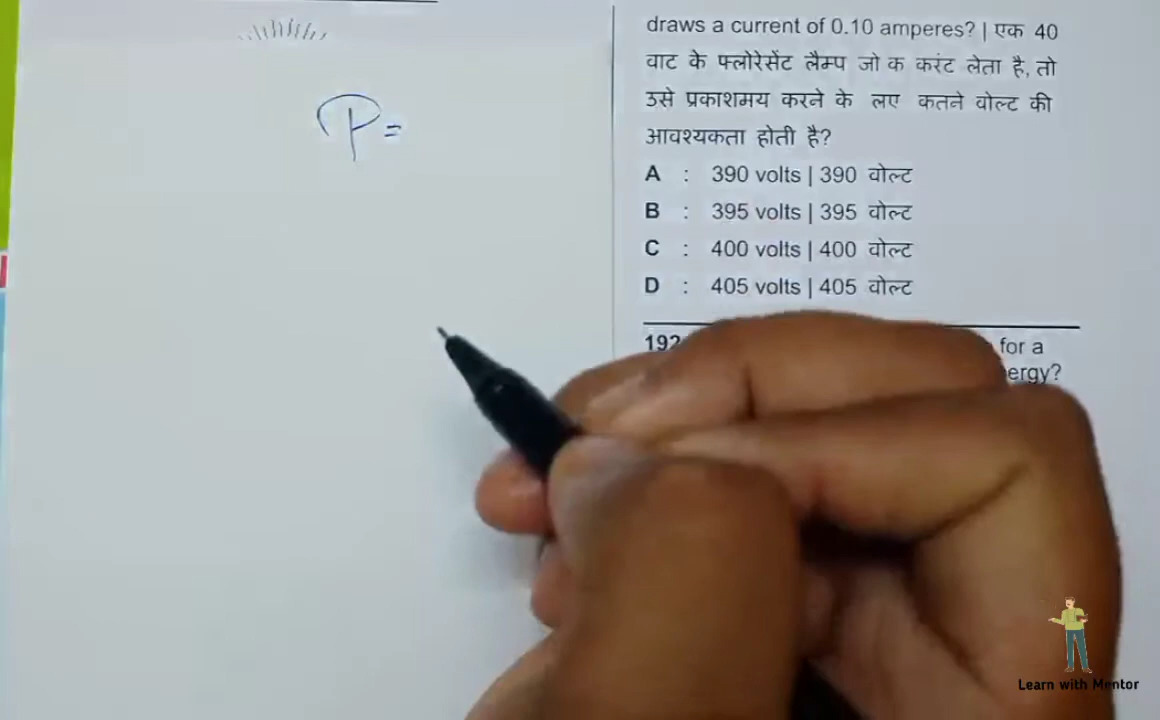 P=
draws a current of 0.10 amperes? | एक 40
वाट के फ्लोरेसेंट लैम्प जो क करंट लेता है, तो
उसे प्रकाशमय करने के लए कतने वोल्ट की
आवश्यकता होती है?
A : 390 volts | 390 वोल्ट
B : 395 volts | 395 वोल्ट
C : 400 volts | 400 वोल्ट
D : 405 volts | 405 वोल्ट
192 for a
ergy?
Learn with Mentor